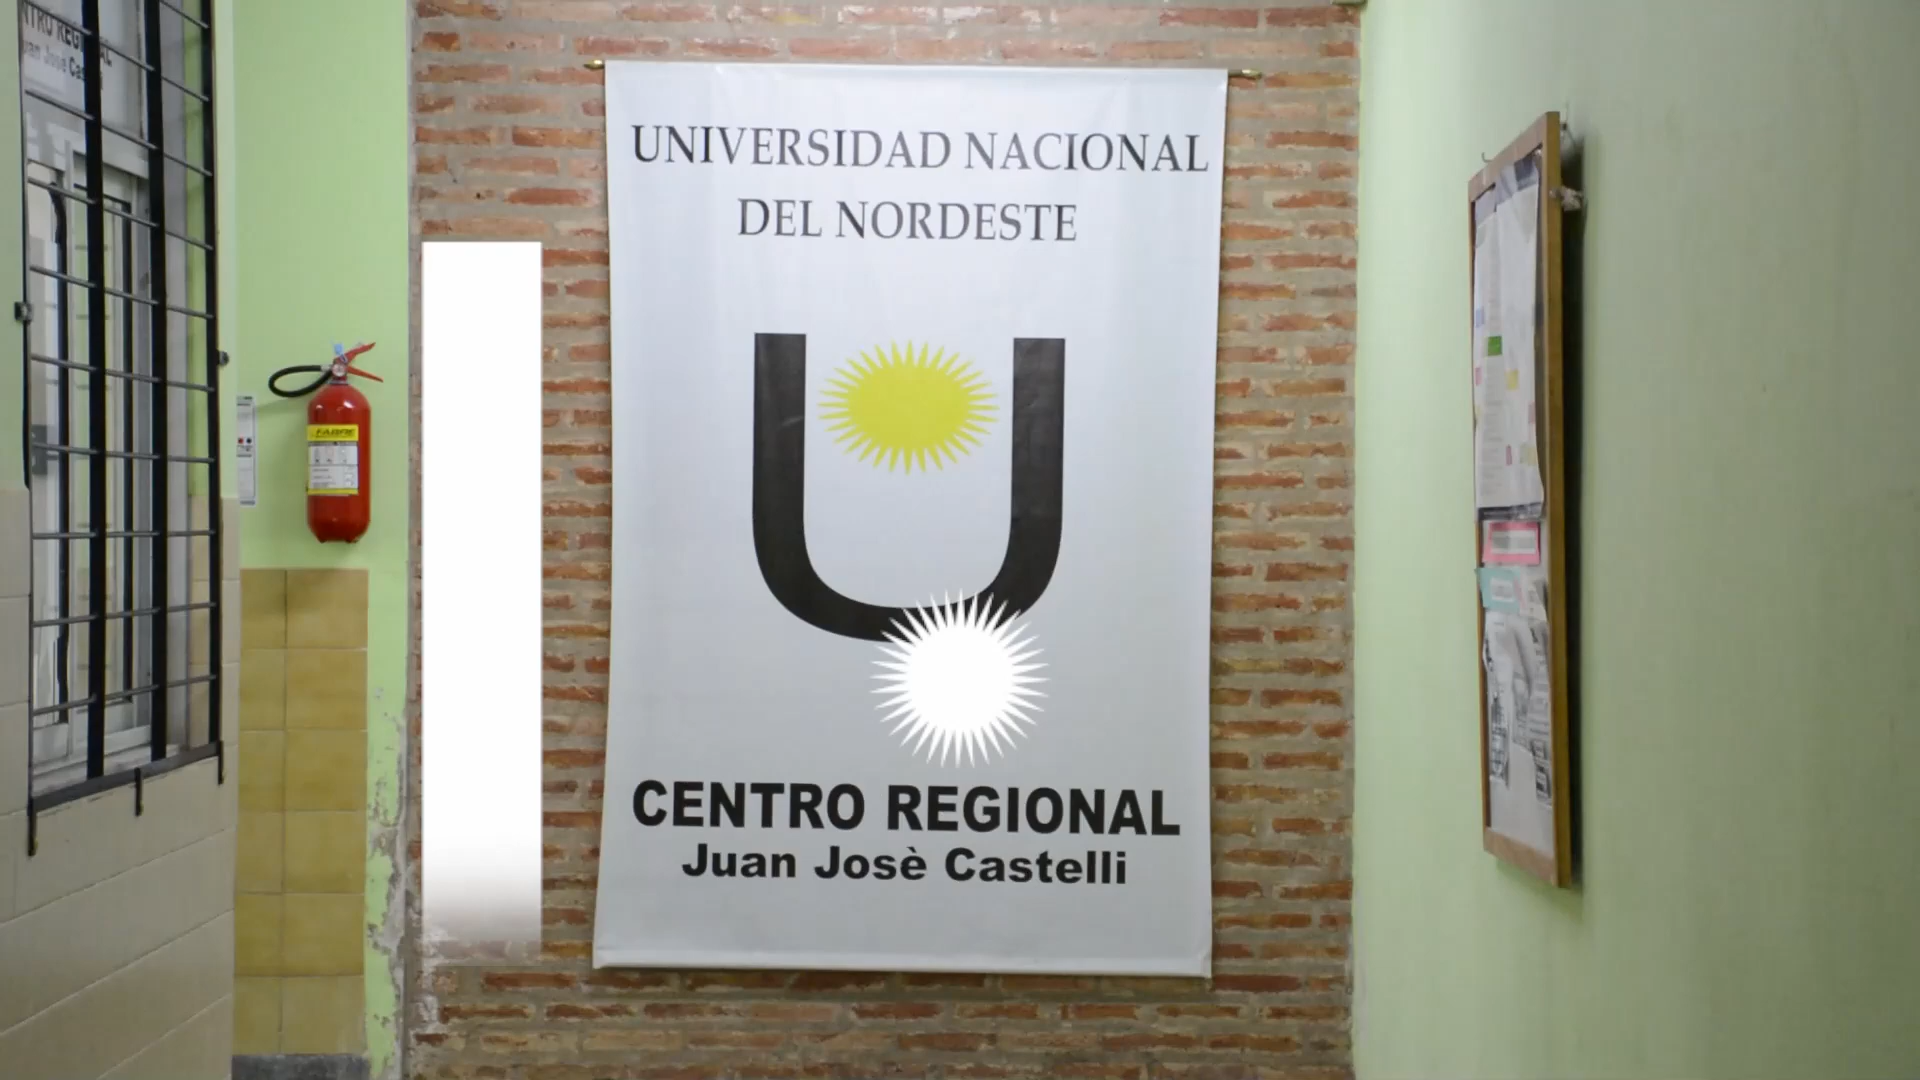 UNIVERSIDAD NACIONAL
DEL NORDESTE
CENTRO REGIONAL
Juan Josè Castelli